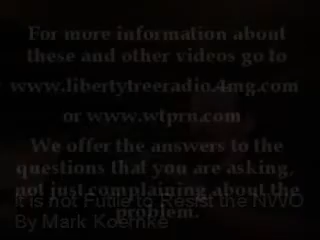 For more information about
these and other videos go to
www.libertytreeradio.4mg.com
or www.wtprn.com
We offer the answers to the
questions that you are asking,
not just complaining about the
problem.
It is not Futile to Resist the NWO
By Mark Koernke